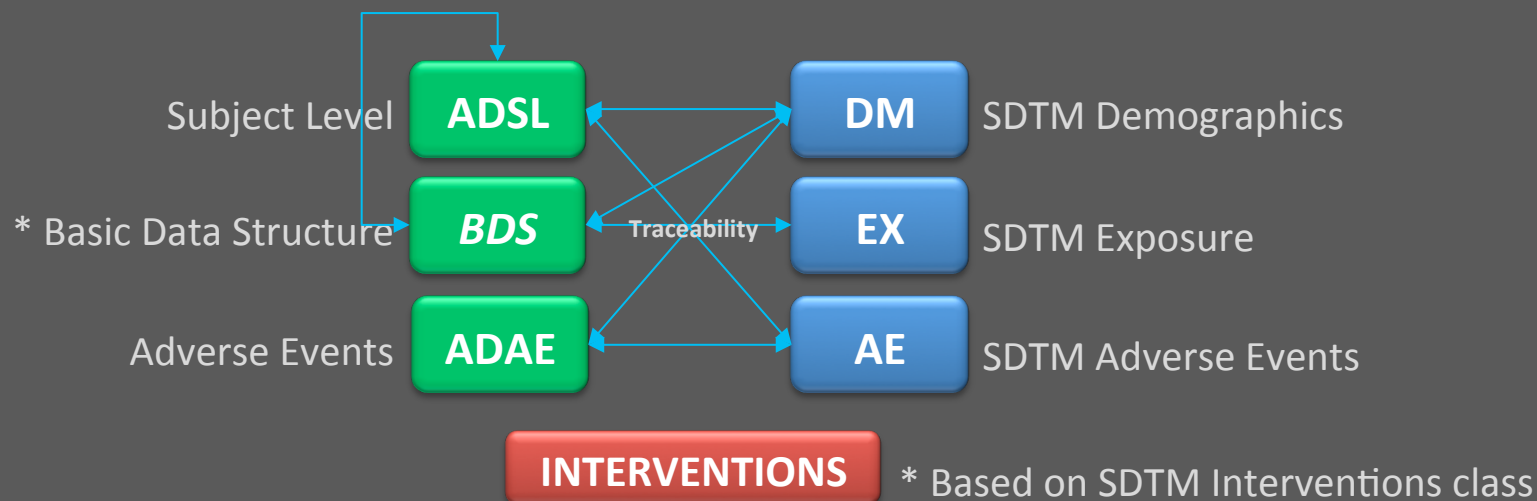 Subject Level ADSL DM SDTM Demographics
* Basic Data Structure BDS Traceability EX SDTM Exposure
Adverse Events ADAE AE SDTM Adverse Events
INTERVENTIONS * Based on SDTM Interventions class